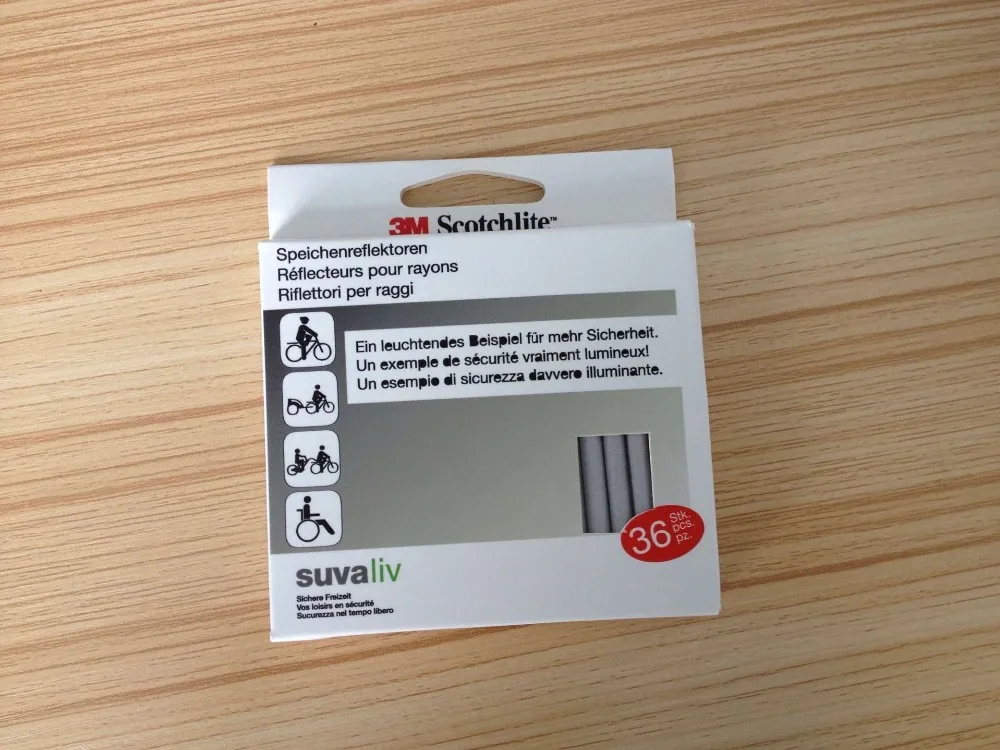 3M Scotchlite™
Speichenreflektoren
Réflecteurs pour rayons
Riflettori per raggi
Ein leuchtendes Beispiel für mehr Sicherheit.
Un exemple de sécurité vraiment lumineux!
Un esempio di sicurezza davvero illuminante.
36 Stk.
pcs.
pz.
suvaliv
Sichere Freizeit
Vos loisirs en sécurité
Sucurezza nel tempo libero